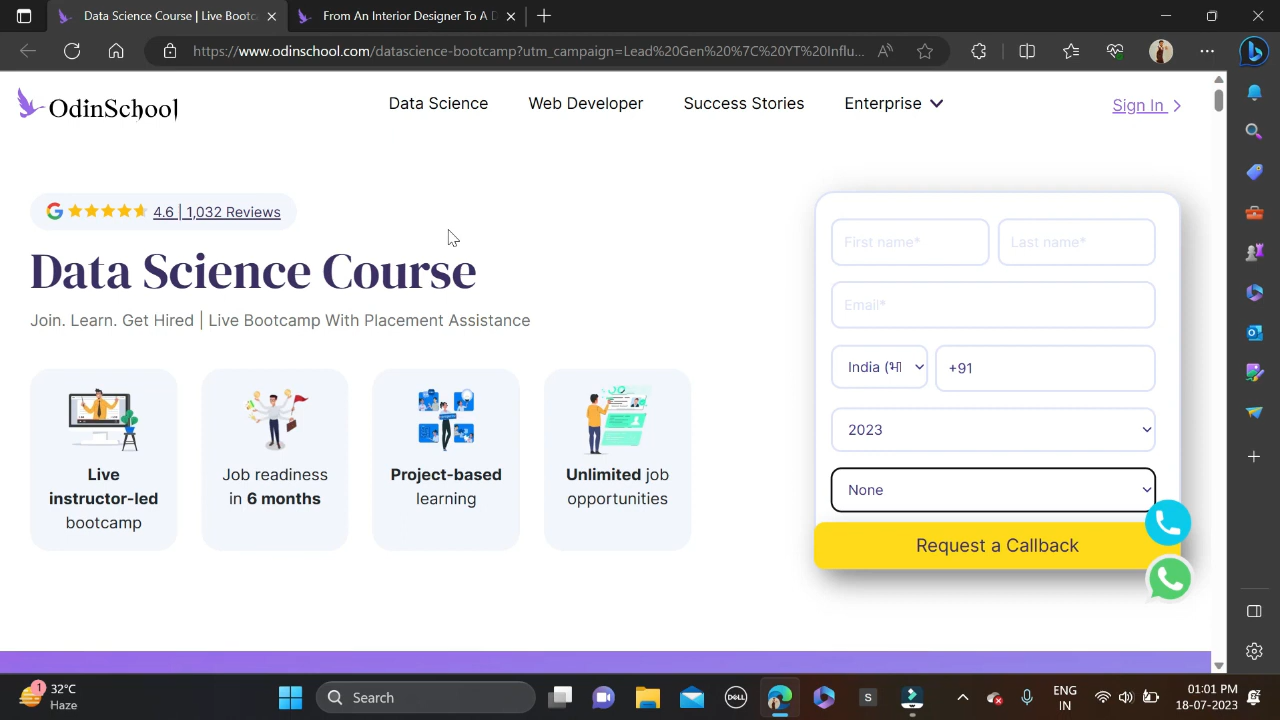 Data Science Course | Live Bootc
From An Interior Designer To A D
https://www.odinschool.com/datascience-bootcamp?utm_campaign=Lead%20Gen%20%7C%20YT%20Influ...
OdinSchool
Data Science
Web Developer
Success Stories
Enterprise
Sign In
4.6 | 1,032 Reviews
Data Science Course
Join. Learn. Get Hired | Live Bootcamp With Placement Assistance
Live
instructor-led
bootcamp
Job readiness
in 6 months
Project-based
learning
Unlimited job
opportunities
First name*
Last name*
Email*
India (भा
+91
2023
None
Request a Callback
1
32°C
Haze
Search
DELL
S
ENG
IN
01:01 PM
18-07-2023